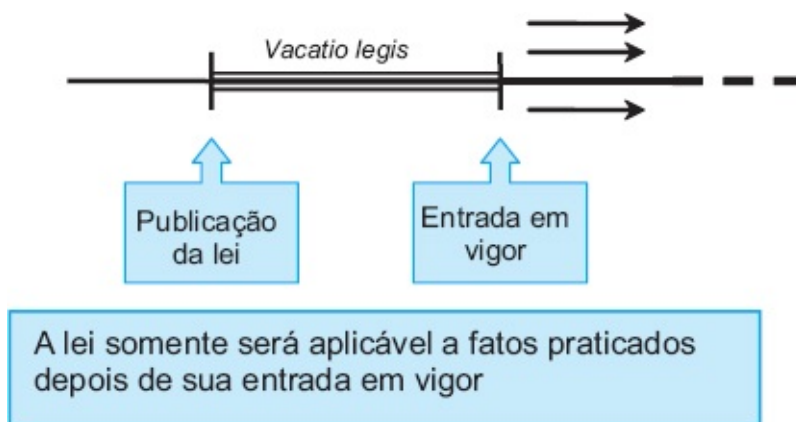 Vacatio legis
Publicação
da lei
Entrada em
vigor
A lei somente será aplicável a fatos praticados
depois de sua entrada em vigor